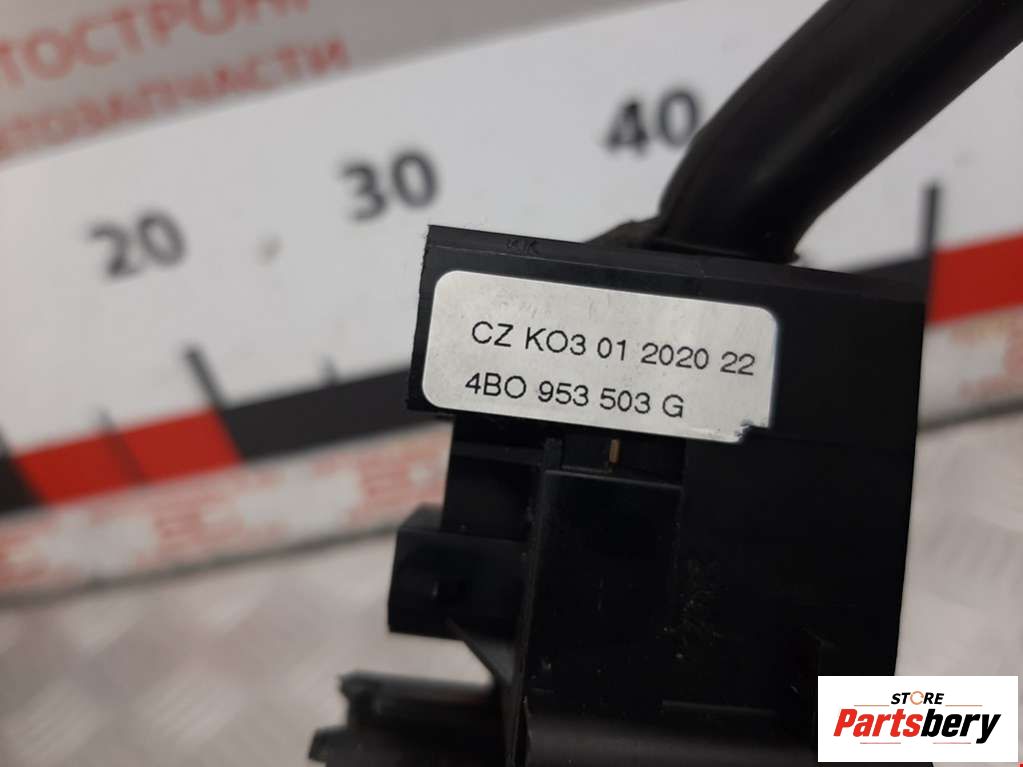 20 30 40
CZ KO3 01 2020 22
4BO 953 503 G
STORE
Partsbery